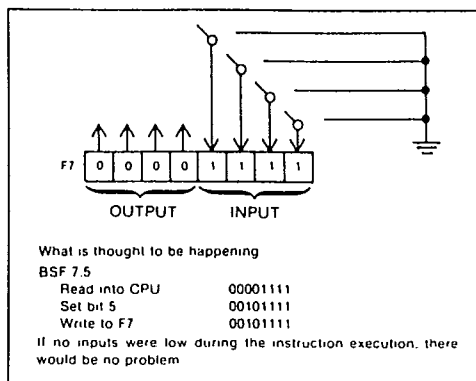 F7 0 0 0 0 1 1 1 1
OUTPUT INPUT
What is thought to be happening
BSF 7.5
Read into CPU 00001111
Set bit 5 00101111
Write to F7 00101111
If no inputs were low during the instruction execution, there
would be no problem